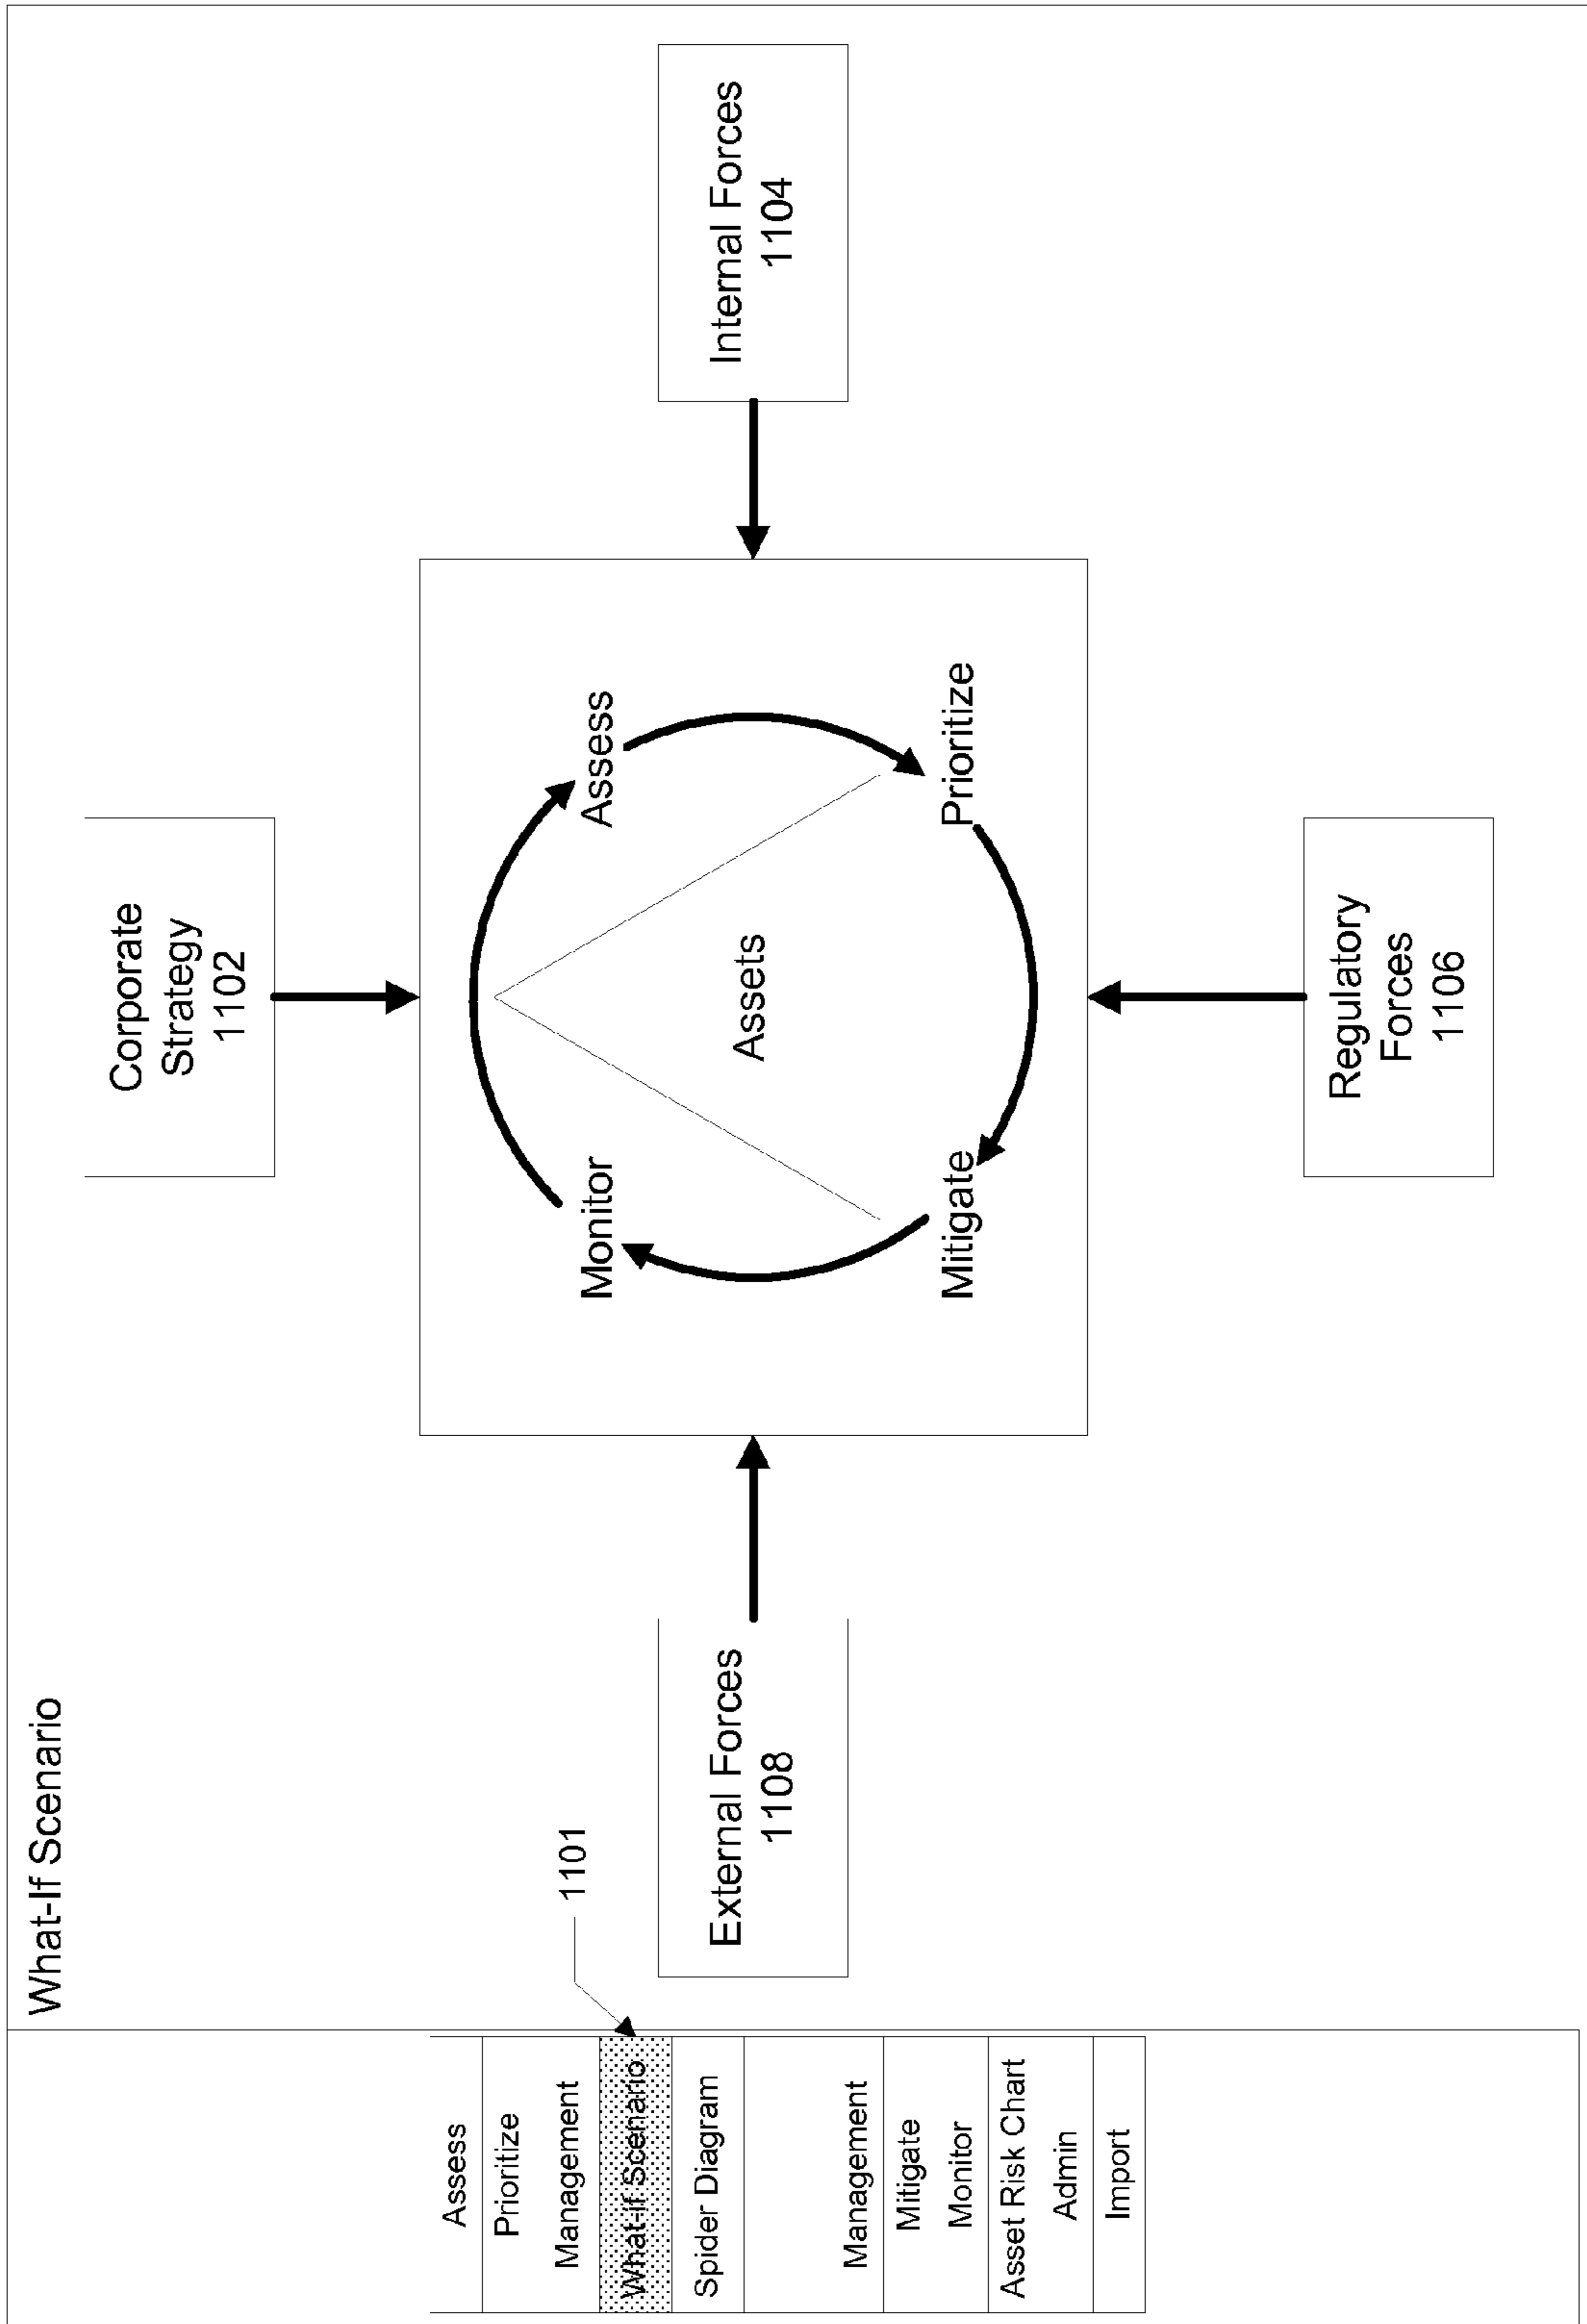 What-If Scenario
Assess
Prioritize
Management
What-If Scenario
Spider Diagram
Management
Mitigate
Monitor
Asset Risk Chart
Admin
Import
1101
Corporate
Strategy
1102
External Forces
1108
Monitor
Assess
Assets
Mitigate
Prioritize
Internal Forces
1104
Regulatory
Forces
1106